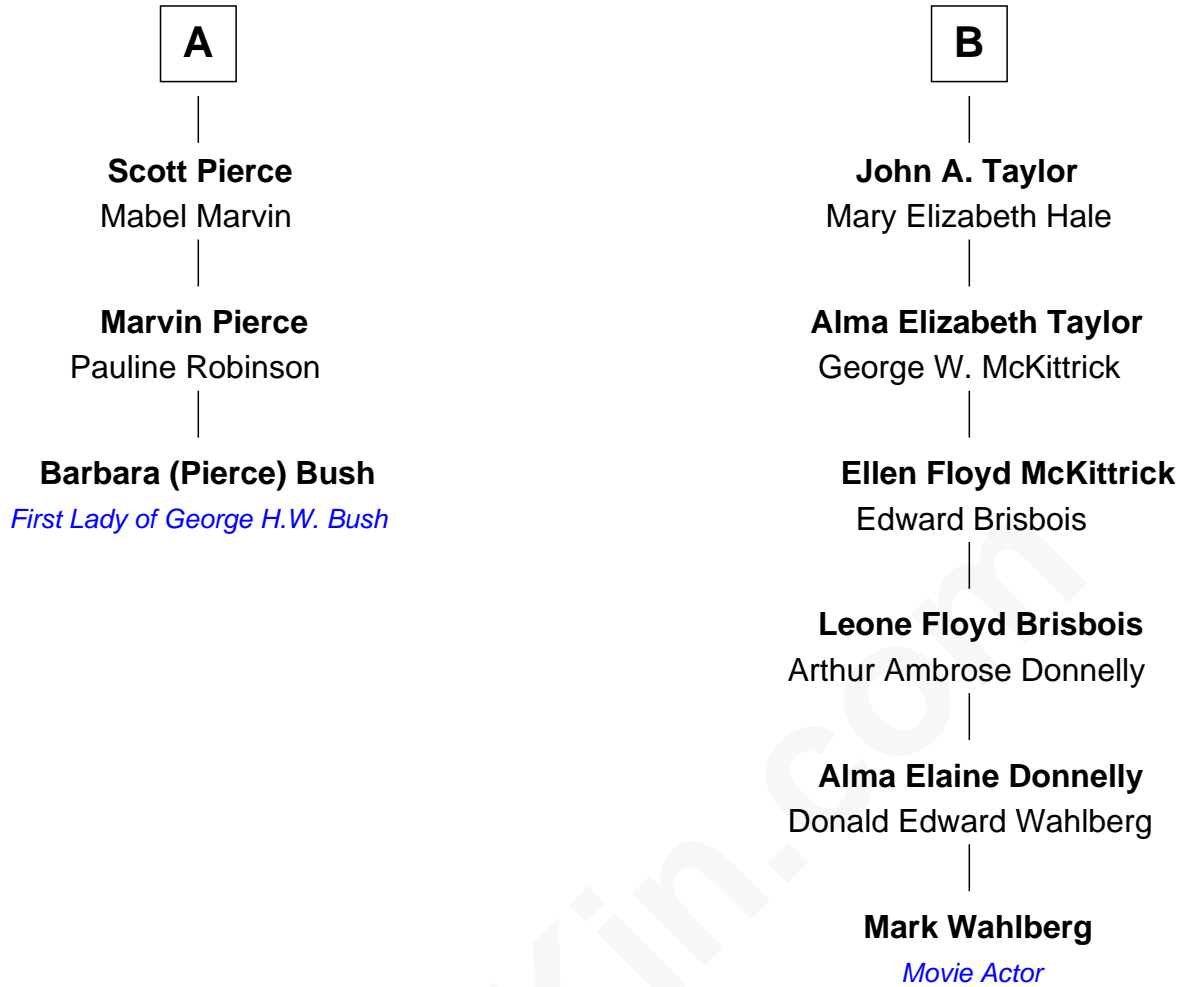 A
Scott Pierce
Mabel Marvin
Marvin Pierce
Pauline Robinson
Barbara (Pierce) Bush
First Lady of George H.W. Bush
B
John A. Taylor
Mary Elizabeth Hale
Alma Elizabeth Taylor
George W. McKittrick
Ellen Floyd McKittrick
Edward Brisbois
Leone Floyd Brisbois
Arthur Ambrose Donnelly
Alma Elaine Donnelly
Donald Edward Wahlberg
Mark Wahlberg
Movie Actor